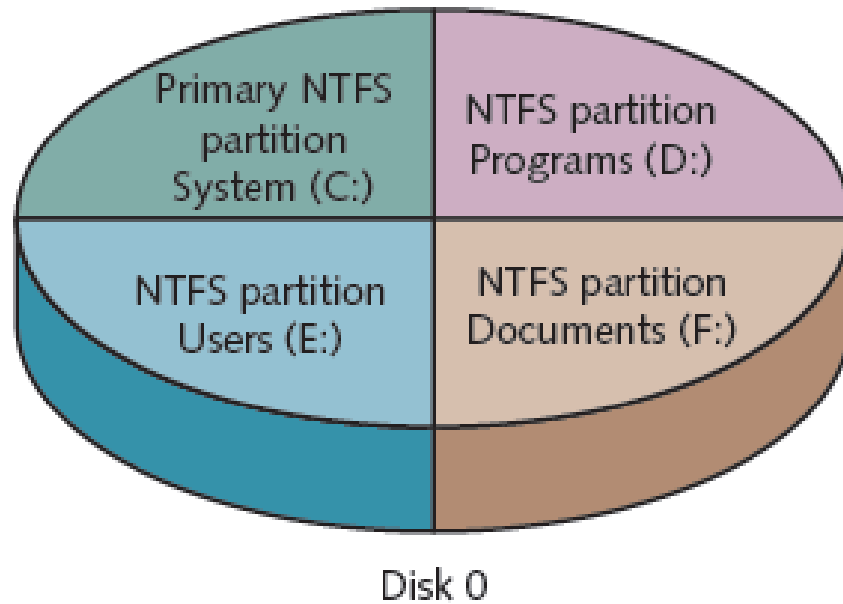 Primary NTFS
partition
System (C:)
NTFS partition
Programs (D:)
NTFS partition
Users (E:)
NTFS partition
Documents (F:)
Disk 0